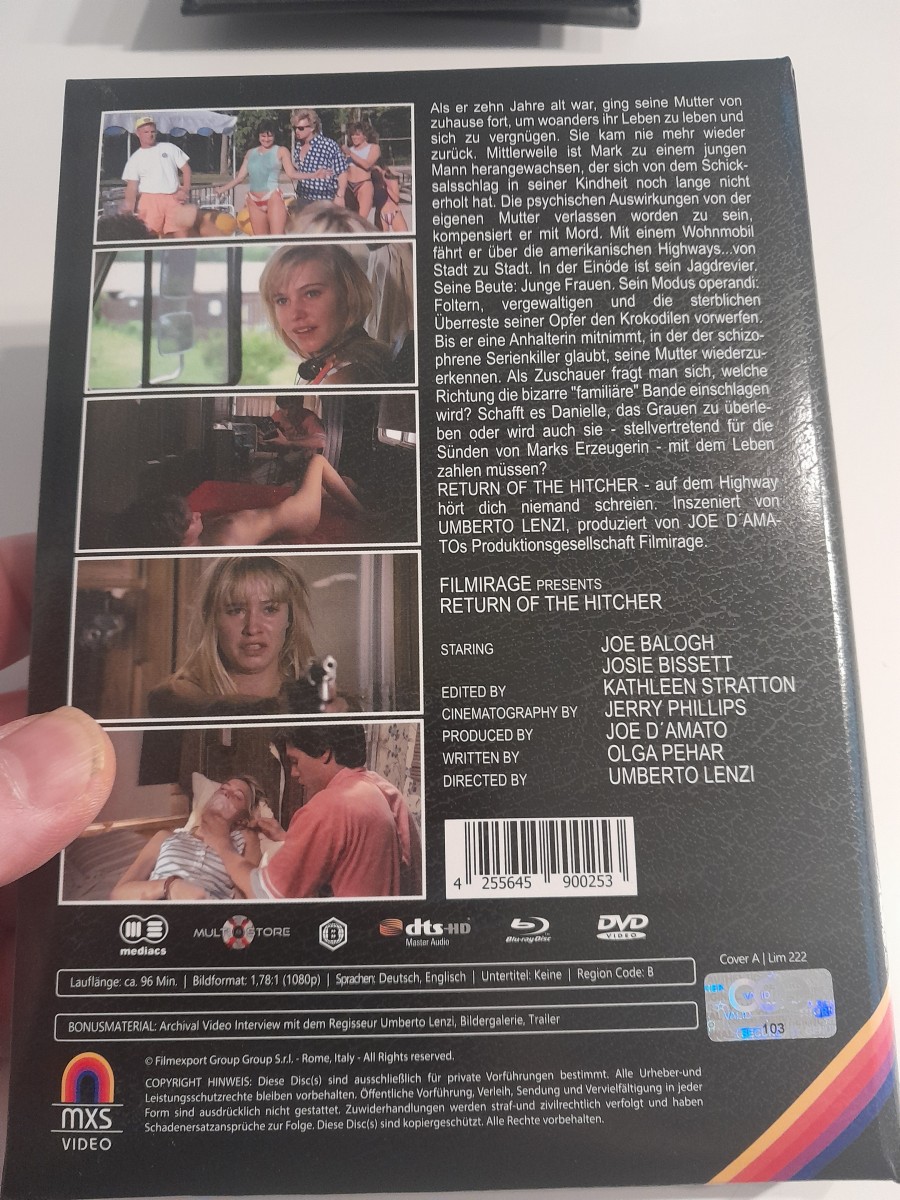 Als er zehn Jahre alt war, ging seine Mutter von
zuhause fort, um woanders ihr Leben zu leben und
sich zu vergnügen. Sie kam nie mehr wieder
zurück. Mittlerweile ist Mark zu einem jungen
Mann herangewachsen, der sich von dem Schick-
salsschlag in seiner Kindheit noch lange nicht
erholt hat. Die psychischen Auswirkungen von der
eigenen Mutter verlassen worden zu sein,
kompensiert er mit Mord. Mit einem Wohnmobil
fährt er über die amerikanischen Highways...von
Stadt zu Stadt. In der Einöde ist sein Jagdrevier.
Seine Beute: Junge Frauen. Sein Modus operandi:
Foltern, vergewaltigen und die sterblichen
Überreste seiner Opfer den Krokodilen vorwerfen.
Bis er eine Anhalterin mitnimmt, in der der schizo-
phrene Serienkiller glaubt, seine Mutter wiederzu-
erkennen. Als Zuschauer fragt man sich, welche
Richtung die bizarre "familiäre" Bande einschlagen
wird? Schafft es Danielle, das Grauen zu überle-
ben oder wird auch sie - stellvertretend für die
Sünden von Marks Erzeugerin - mit dem Leben
zahlen müssen?
RETURN OF THE HITCHER - auf dem Highway
hört dich niemand schreien. Inszeniert von
UMBERTO LENZI, produziert von JOE D´AMA-
TOs Produktionsgesellschaft Filmirage.
FILMIRAGE PRESENTS
RETURN OF THE HITCHER
STARING JOE BALOGH
JOSIE BISSETT
EDITED BY KATHLEEN STRATTON
CINEMATOGRAPHY BY JERRY PHILLIPS
PRODUCED BY JOE D´AMATO
WRITTEN BY OLGA PEHAR
DIRECTED BY UMBERTO LENZI
4 255645 900253
mediacs MULTI STORE dts-HD Master Audio Blu-ray Disc DVD VIDEO
Cover A | Lim 222
Lauflänge: ca. 96 Min. | Bildformat: 1,78:1 (1080p) | Sprachen: Deutsch, Englisch | Untertitel: Keine | Region Code: B
103
BONUSMATERIAL: Archival Video Interview mit dem Regisseur Umberto Lenzi, Bildergalerie, Trailer
© Filmexport Group Group S.r.l. - Rome, Italy - All Rights reserved.
COPYRIGHT HINWEIS: Diese Disc(s) sind ausschließlich für private Vorführungen bestimmt. Alle Urheber-und
Leistungsschutzrechte bleiben vorbehalten. Öffentliche Vorführung, Verleih, Sendung und Vervielfältigung in jeder
Form sind ausdrücklich nicht gestattet. Zuwiderhandlungen werden straf-und zivilrechtlich verfolgt und haben
Schadenersatzansprüche zur Folge. Diese Disc(s) sind kopiergeschützt. Alle Rechte vorbehalten.
mxs
VIDEO